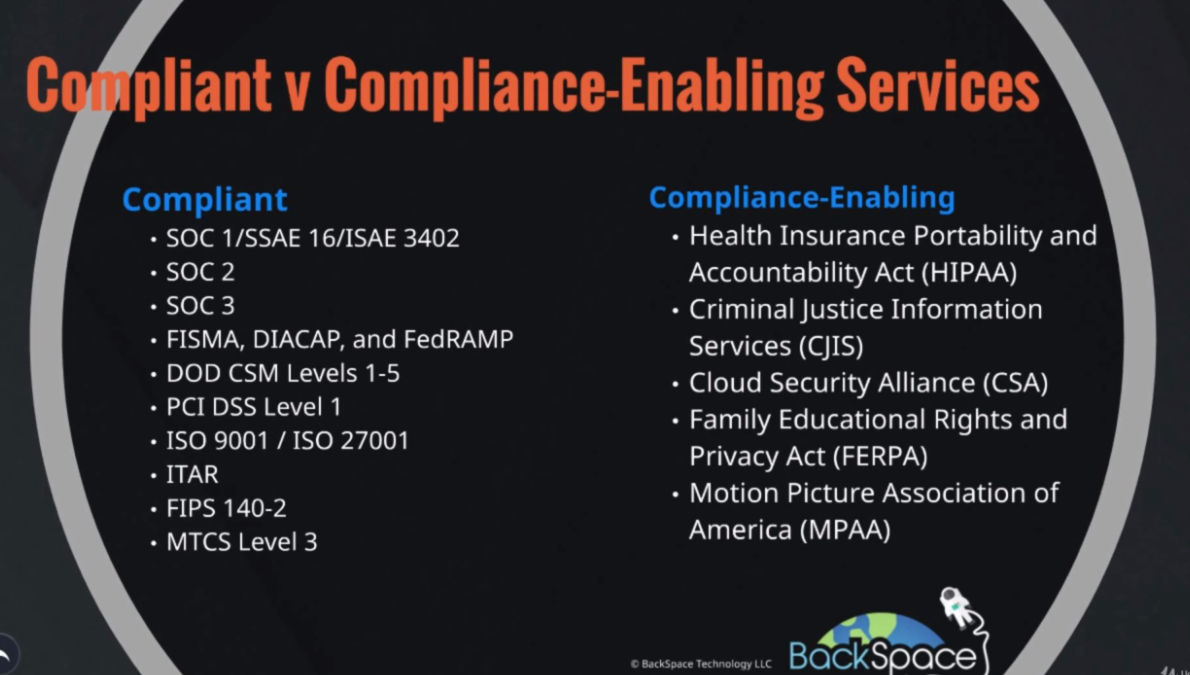 Compliant v Compliance-Enabling Services
Compliant
• SOC 1/SSAE 16/ISAE 3402
• SOC 2
• SOC 3
• FISMA, DIACAP, and FedRAMP
• DOD CSM Levels 1-5
• PCI DSS Level 1
• ISO 9001 / ISO 27001
• ITAR
• FIPS 140-2
• MTCS Level 3
Compliance-Enabling
• Health Insurance Portability and
Accountability Act (HIPAA)
• Criminal Justice Information
Services (CJIS)
• Cloud Security Alliance (CSA)
• Family Educational Rights and
Privacy Act (FERPA)
• Motion Picture Association of
America (MPAA)
© BackSpace Technology LLC
BackSpace